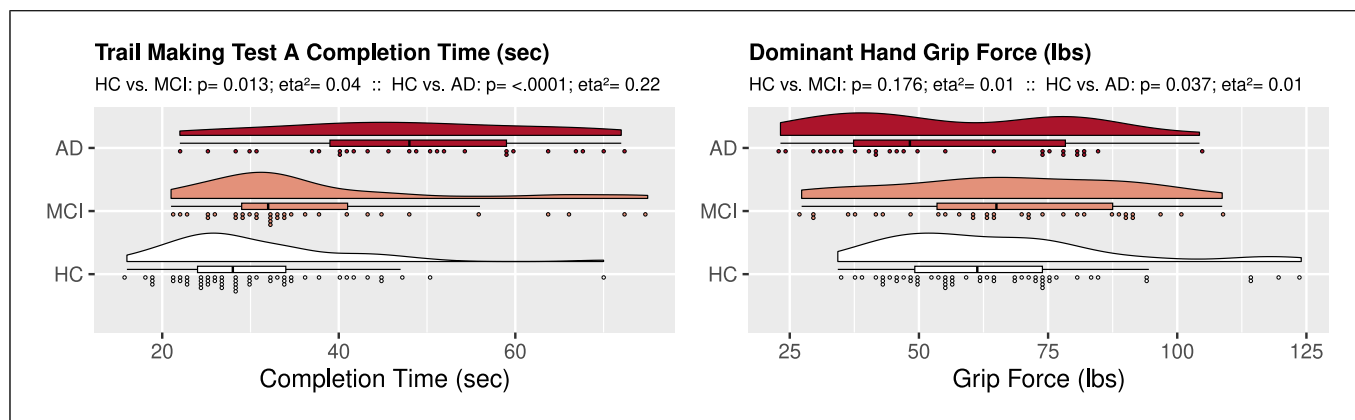 Trail Making Test A Completion Time (sec)
HC vs. MCI: p= 0.013; eta²= 0.04 :: HC vs. AD: p= <.0001; eta²= 0.22
AD
MCI
HC
20 40 60
Completion Time (sec)
Dominant Hand Grip Force (lbs)
HC vs. MCI: p= 0.176; eta²= 0.01 :: HC vs. AD: p= 0.037; eta²= 0.01
AD
MCI
HC
25 50 75 100 125
Grip Force (lbs)